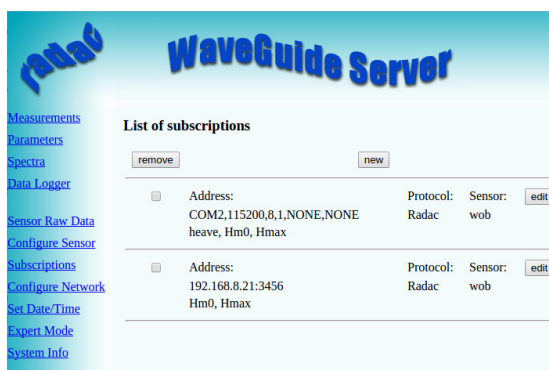 radac
WaveGuide Server
Measurements
Parameters
Spectra
Data Logger
Sensor Raw Data
Configure Sensor
Subscriptions
Configure Network
Set Date/Time
Expert Mode
System Info
List of subscriptions
remove new
Address: Protocol: Sensor: edit
COM2,115200,8,1,NONE,NONE Radac wob
heave, Hm0, Hmax
Address: Protocol: Sensor: edit
192.168.8.21:3456 Radac wob
Hm0, Hmax